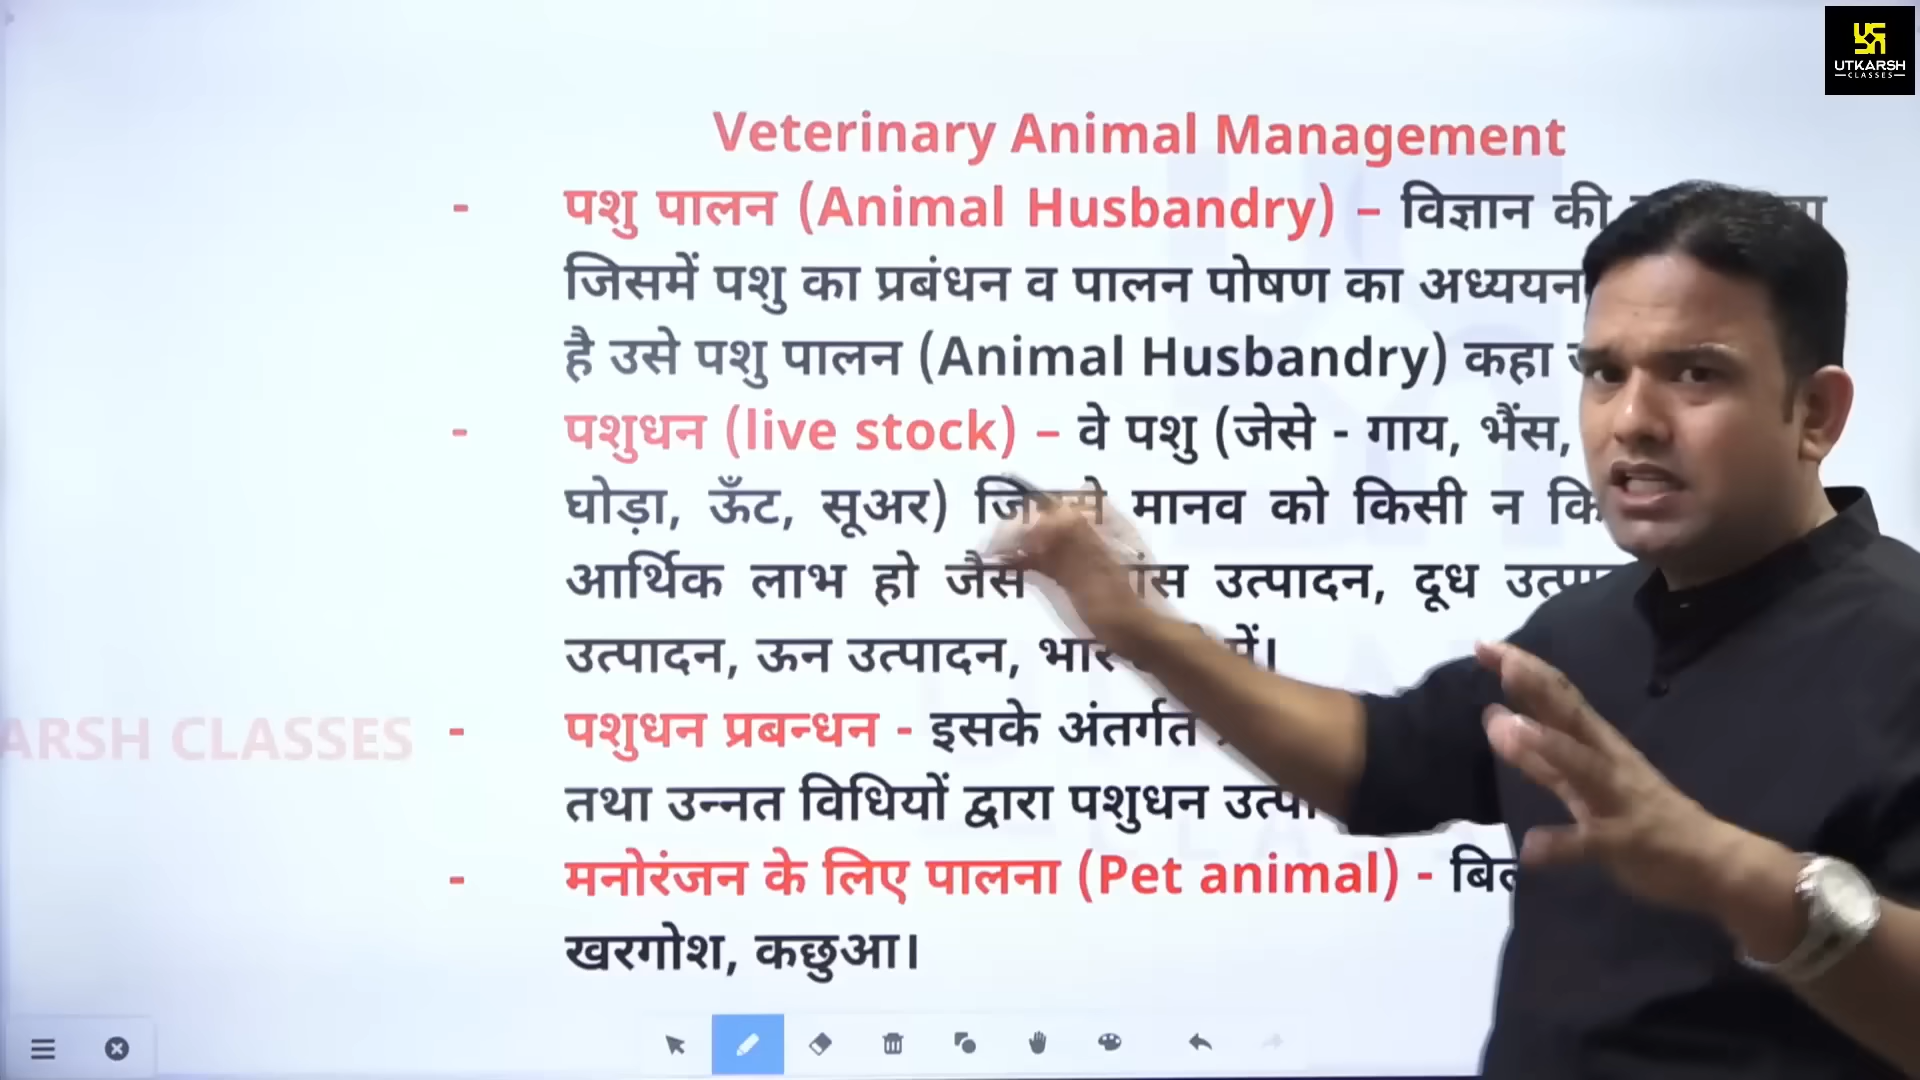 UTKARSH
CLASSES
Veterinary Animal Management
- पशु पालन (Animal Husbandry) – विज्ञान की
जिसमें पशु का प्रबंधन व पालन पोषण का अध्ययन
है उसे पशु पालन (Animal Husbandry) कहा
- पशुधन (live stock) – वे पशु (जेसे - गाय, भैंस,
घोड़ा, ऊँट, सूअर) मानव को किसी न
आर्थिक लाभ हो जैसे उत्पादन, दूध
उत्पादन, ऊन उत्पादन, में।
- पशुधन प्रबन्धन - इसके अंतर्गत
तथा उन्नत विधियों द्वारा पशुधन
- मनोरंजन के लिए पालना (Pet animal) -
खरगोश, कछुआ।
ARSH CLASSES